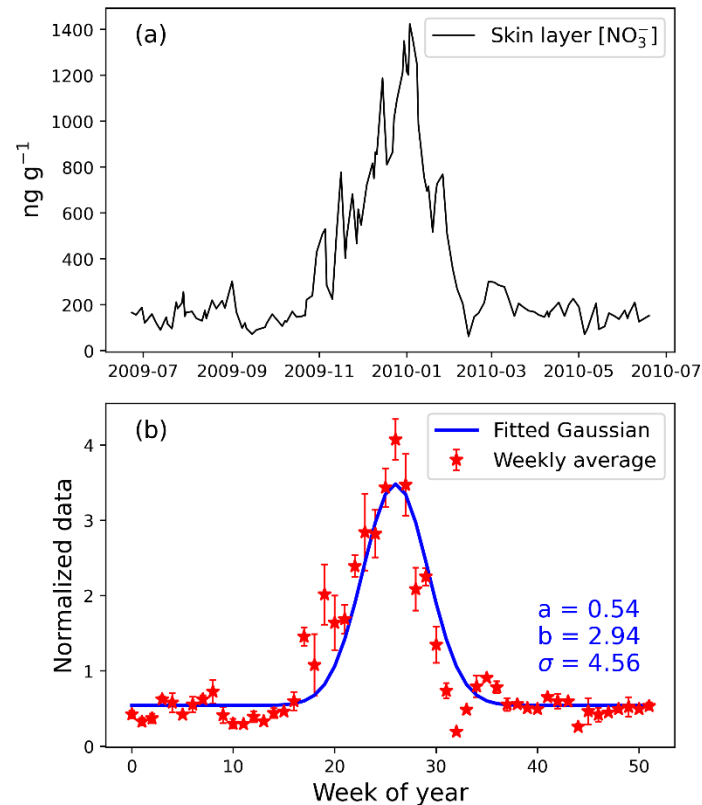 (a)
Skin layer [NO₃⁻]
ng g⁻¹
1400
1200
1000
800
600
400
200
0
2009-07 2009-09 2009-11 2010-01 2010-03 2010-05 2010-07
(b)
Fitted Gaussian
Weekly average
Normalized data
4
3
2
1
0
a = 0.54
b = 2.94
σ = 4.56
0 10 20 30 40 50
Week of year